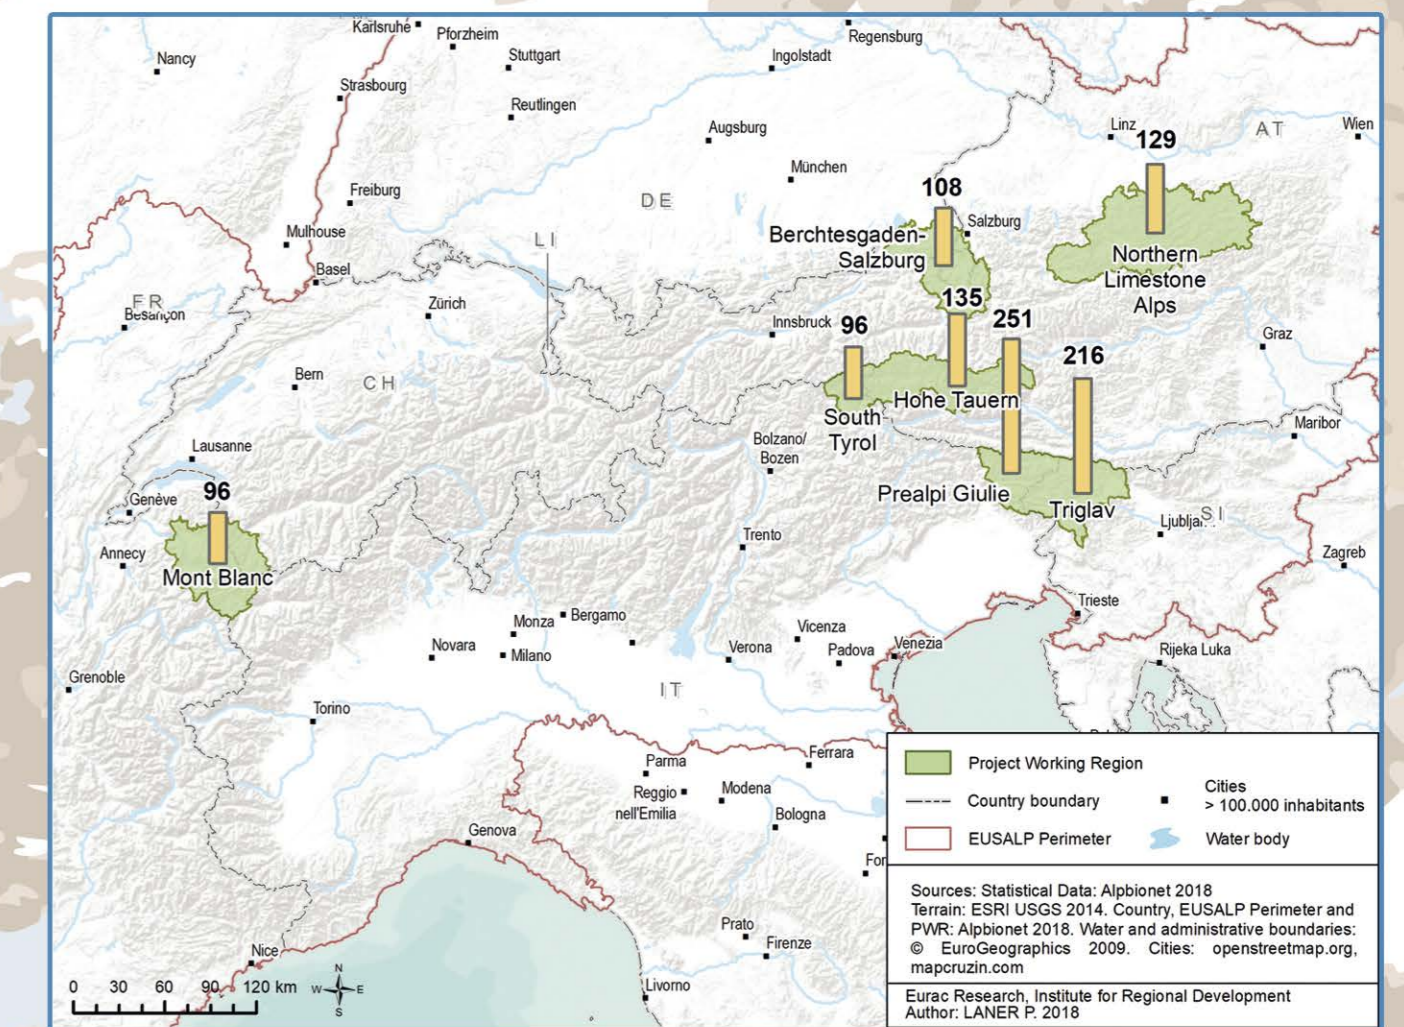 Karlsruhe
Pforzheim
Regensburg
Nancy
Stuttgart
Ingolstadt
Strasbourg
Reutlingen
Augsburg
Linz
AT
Wien
129
München
Freiburg
DE
108
Mulhouse
LI
Salzburg
Berchtesgaden-
Salzburg
Northern
Limestone
Alps
Basel
FR
Besançon
Zürich
135
251
Innsbruck
96
216
Graz
Bern
CH
Hohe Tauern
South
Tyrol
Maribor
Lausanne
Bolzano/
Bozen
96
Genève
Prealpi Giulie
Triglav
SI
Annecy
Trento
Zagreb
Mont Blanc
Trieste
Monza
Bergamo
Vicenza
Novara
Milano
Verona
Padova
Venezia
Rijeka Luka
Grenoble
IT
Torino
Ferrara
Parma
Reggio
nell'Emilia
Modena
Bologna
Genova
For
Prato
Firenze
Nice
Livorno
0 30 60 90 120 km
N
W E
S
Project Working Region
Country boundary
EUSALP Perimeter
Cities
> 100.000 inhabitants
Water body
Sources: Statistical Data: Alpbionet 2018
Terrain: ESRI USGS 2014. Country, EUSALP Perimeter and
PWR: Alpbionet 2018. Water and administrative boundaries:
© EuroGeographics 2009. Cities: openstreetmap.org,
mapcruzin.com
Eurac Research, Institute for Regional Development
Author: LANER P. 2018